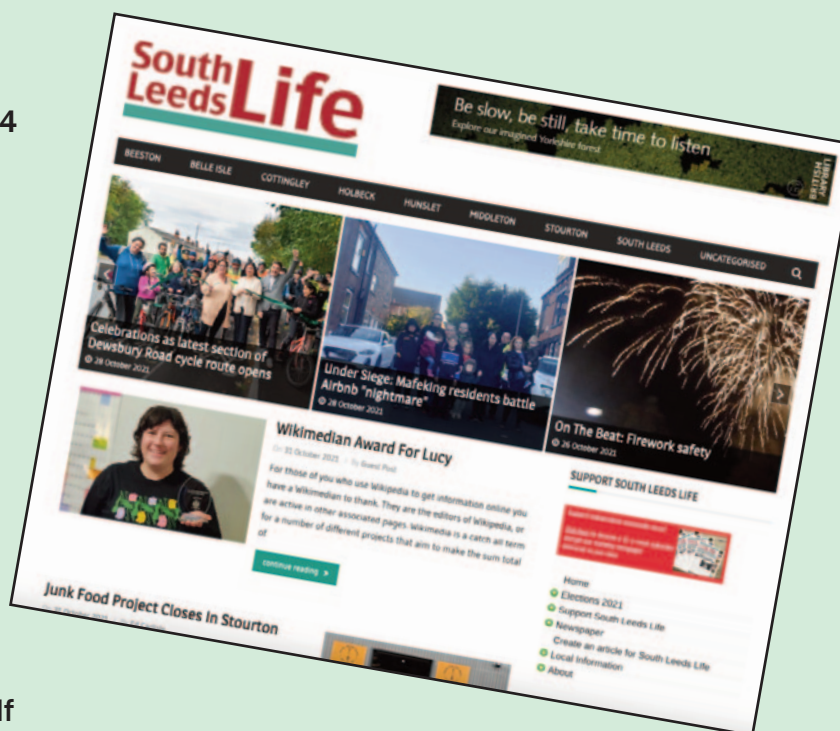 4
South
Leeds Life
Be slow, be still, take time to listen
Explore our imagined Yorkshire forest
BRITISH
LIBRARY
BEESTON BELLE ISLE COTTINGLEY HOLBECK HUNSLET MIDDLETON STOURTON SOUTH LEEDS UNCATEGORISED
Celebrations as latest section of
Dewsbury Road cycle route opens
28 October 2021
Under Siege: Mafeking residents battle
Airbnb "nightmare"
28 October 2021
On The Beat: Firework safety
26 October 2021
Wikimedian Award For Lucy
On 31 October 2021 By Guest Post
For those of you who use Wikipedia to get information online you
have a Wikimedian to thank. They are the editors of Wikipedia, or
are active in other associated pages. Wikimedia is a catch all term
for a number of different projects that aim to make the sum total
of
continue reading
SUPPORT SOUTH LEEDS LIFE
Home
Elections 2021
Support South Leeds Life
Newspaper
Create an article for South Leeds Life
Local Information
About
Junk Food Project Closes In Stourton
lf